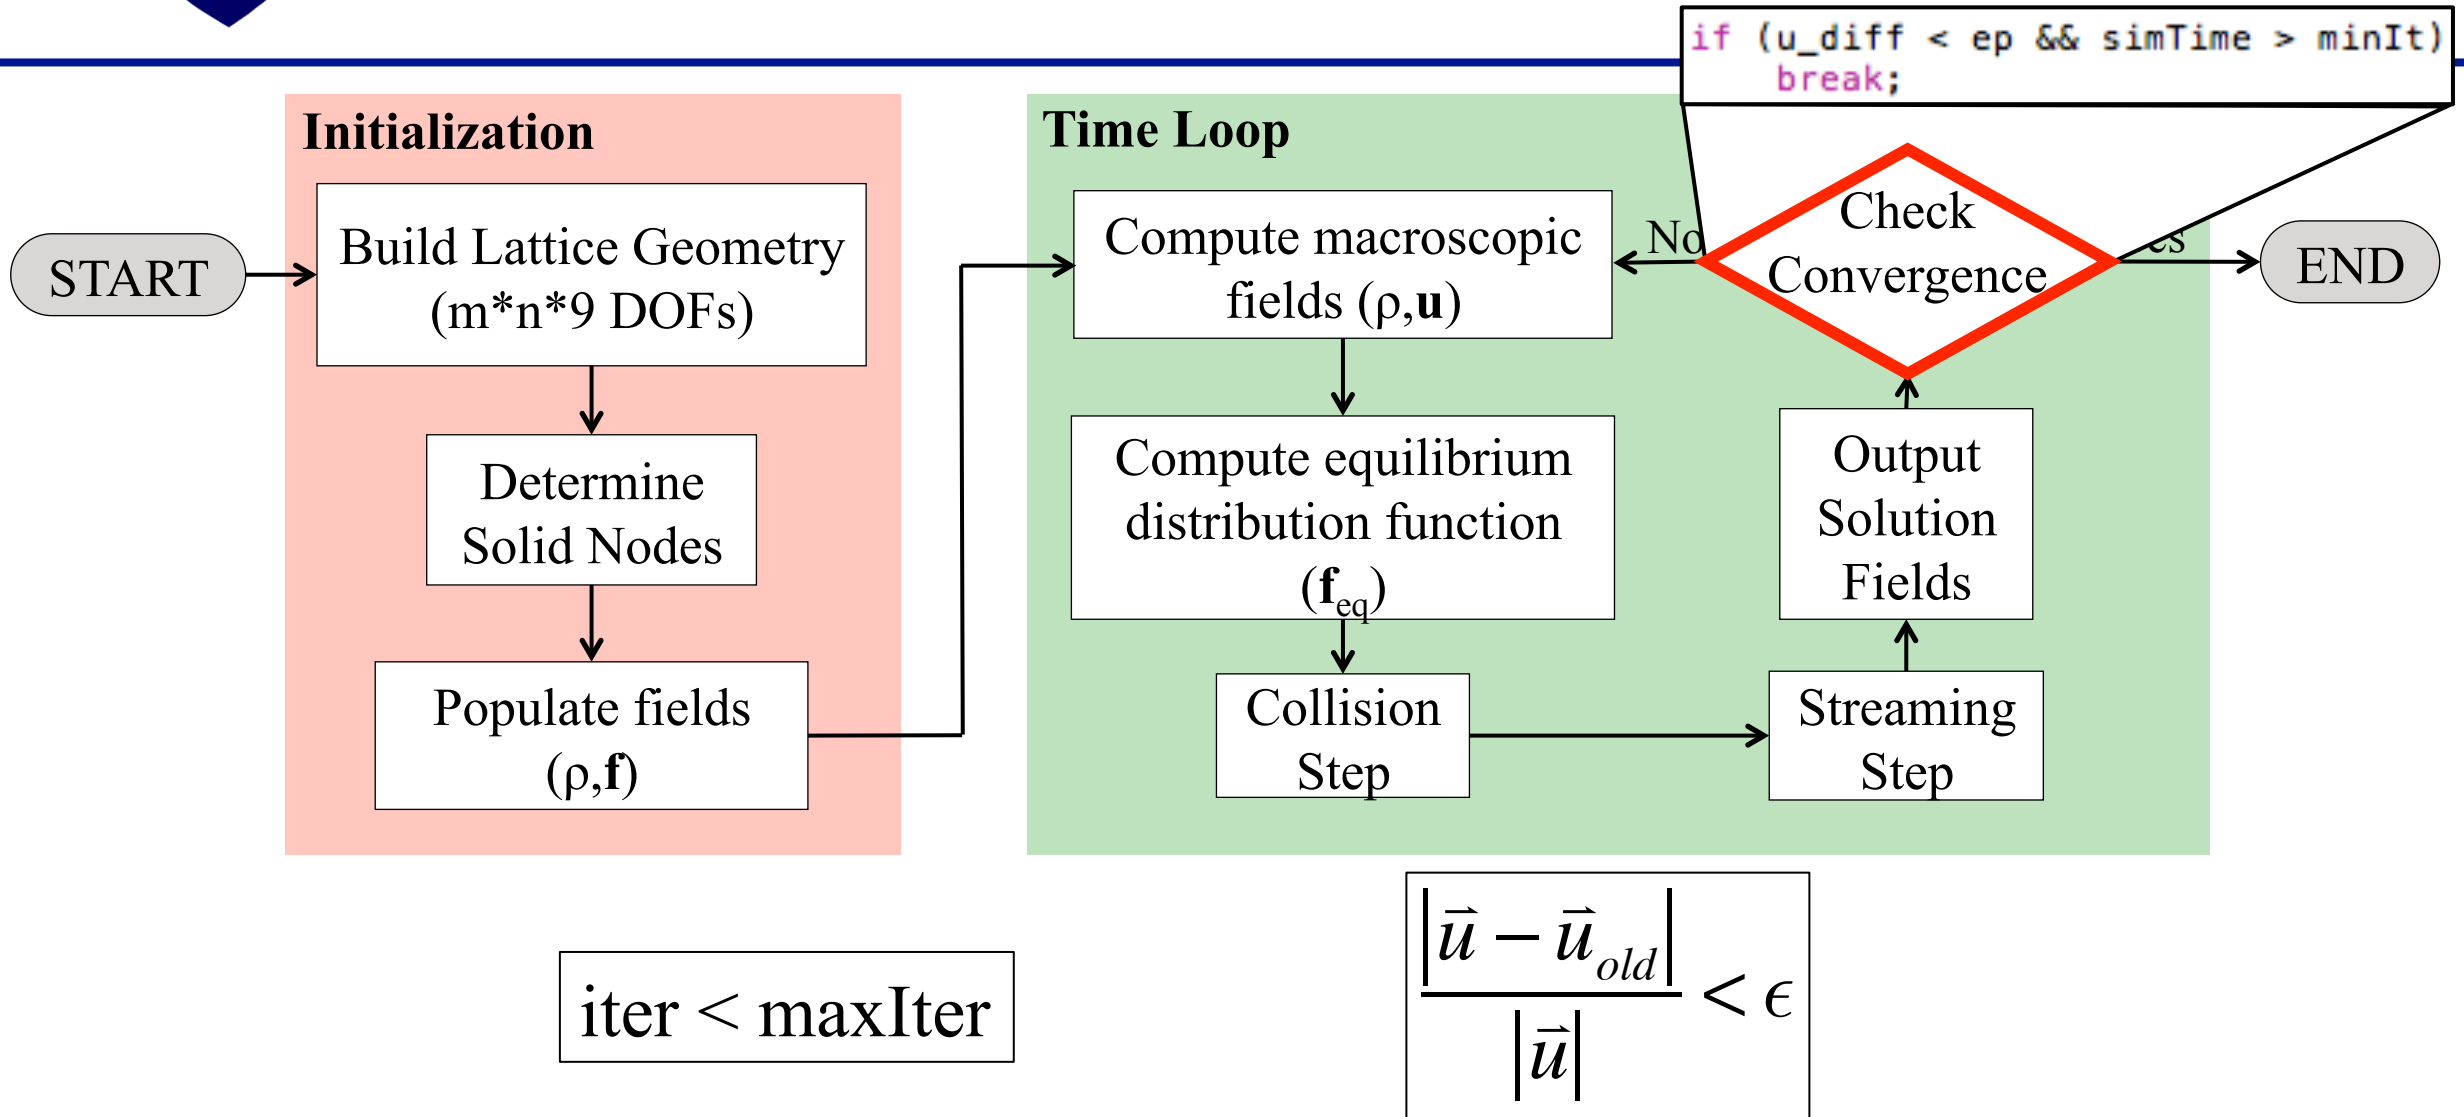 if (u_diff < ep && simTime > minIt)
break;
Initialization
Time Loop
START
Build Lattice Geometry
(m*n*9 DOFs)
Determine
Solid Nodes
Populate fields
(ρ,f)
Compute macroscopic
fields (ρ,u)
Compute equilibrium
distribution function
(f_eq)
Collision
Step
Streaming
Step
Output
Solution
Fields
Check
Convergence
No
END
iter < maxIter
|u⃗ − u⃗_old|
< ϵ
|u⃗|